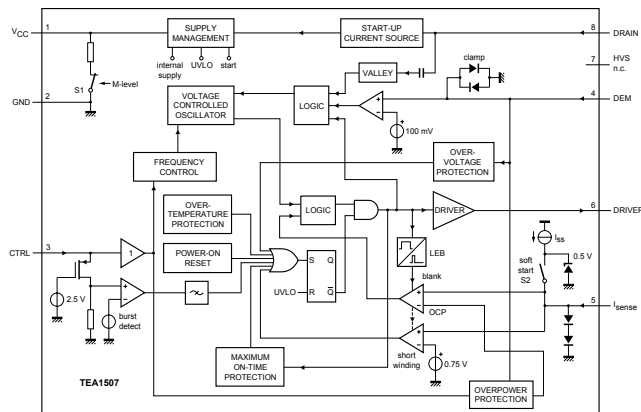 VCC 1
SUPPLY
MANAGEMENT
START-UP
CURRENT SOURCE
8 DRAIN
internal
supply
UVLO
start
clamp
7 HVS
n.c.
VALLEY
S1
M-level
GND 2
VOLTAGE
CONTROLLED
OSCILLATOR
LOGIC
4 DEM
100 mV
FREQUENCY
CONTROL
OVER-
VOLTAGE
PROTECTION
OVER-
TEMPERATURE
PROTECTION
LOGIC
DRIVER
6 DRIVER
CTRL 3
1
POWER-ON
RESET
S Q
LEB
Iss
0.5 V
soft
start
S2
blank
2.5 V
burst
detect
UVLO
R Q
OCP
5 Isense
short
winding
0.75 V
MAXIMUM
ON-TIME
PROTECTION
OVERPOWER
PROTECTION
TEA1507